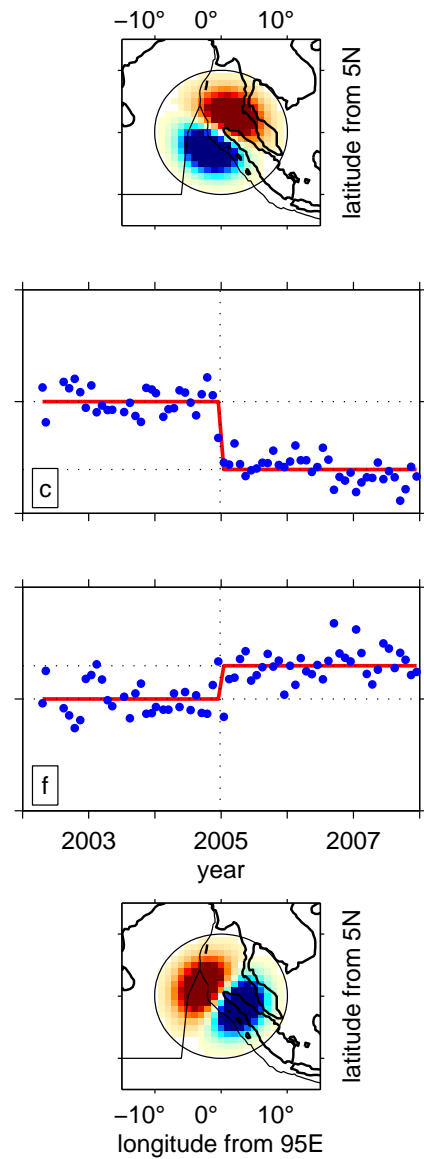 −10° 0° 10°
latitude from 5N
c
f
2003 2005 2007
year
latitude from 5N
−10° 0° 10°
longitude from 95E